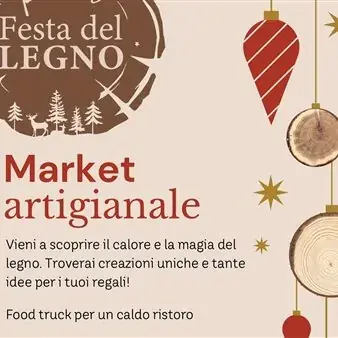 Festa del
LEGNO
Market
artigianale
Vieni a scoprire il calore e la magia del
legno. Troverai creazioni uniche e tante
idee per i tuoi regali!
Food truck per un caldo ristoro